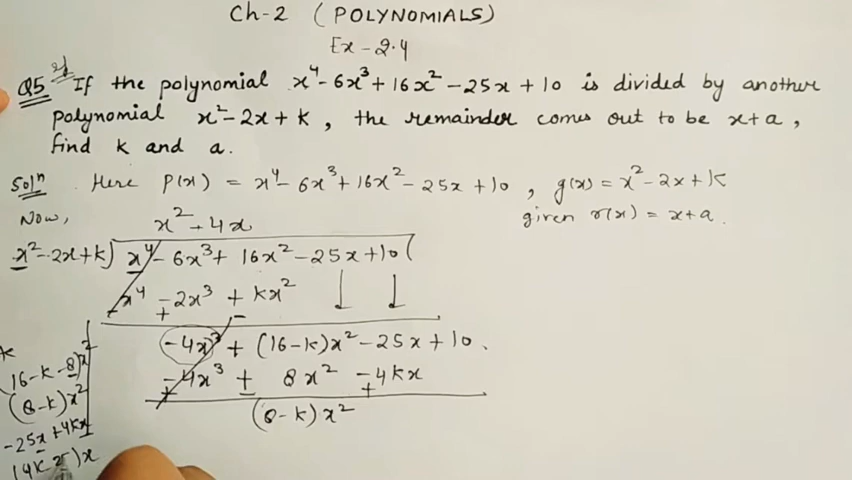 Ch-2 (POLYNOMIALS)
Ex-2.4
Q5 If the polynomial x⁴-6x³+16x²-25x+10 is divided by another
polynomial x²-2x+k, the remainder comes out to be x+a,
find k and a.
Solⁿ Here P(x) = x⁴-6x³+16x²-25x+10, g(x)=x²-2x+k
Now, given r(x)=x+a.
x²-4x
x²-2x+k) x⁴-6x³+16x²-25x+10(
x⁴-2x³+kx²
-4x³+(16-k)x²-25x+10.
-4x³+8x²-4kx
(8-k)x²
16-k-8)x²
(8-k)x²
-25x+4kx
(4k
)x